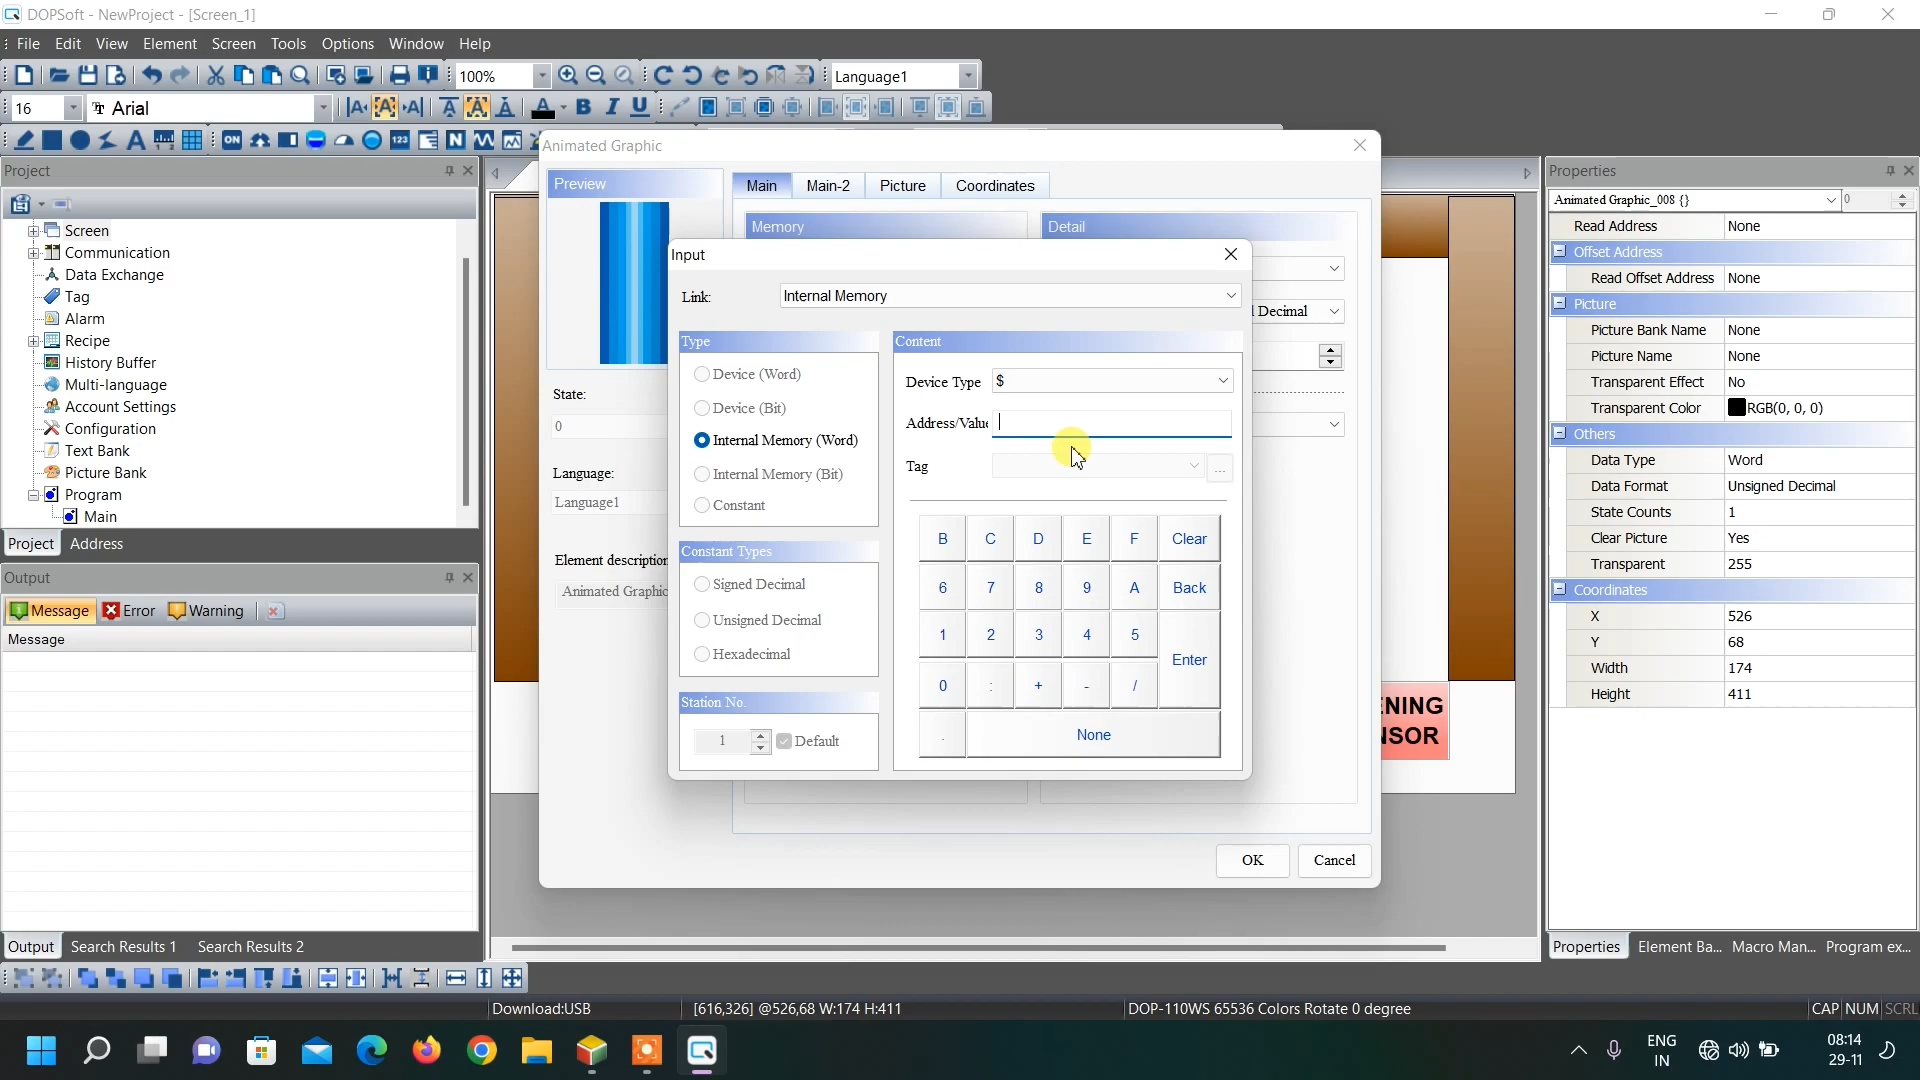 DOPSoft - NewProject - [Screen_1]
File Edit View Element Screen Tools Options Window Help
100% Language1
16 Arial
Project
Screen
Communication
Data Exchange
Tag
Alarm
Recipe
History Buffer
Multi-language
Account Settings
Configuration
Text Bank
Picture Bank
Program
Main
Project Address
Output
Message Error Warning
Message
Output Search Results 1 Search Results 2
Animated Graphic
Preview
Main Main-2 Picture Coordinates
Memory Detail
State:
0
Language:
Language1
Element description
Animated Graphic
Decimal
OK Cancel
Input
Link: Internal Memory
Type
Device (Word)
Device (Bit)
Internal Memory (Word)
Internal Memory (Bit)
Constant
Constant Types
Signed Decimal
Unsigned Decimal
Hexadecimal
Station No.
1 Default
Content
Device Type $
Address/Value
Tag ...
B C D E F Clear
6 7 8 9 A Back
1 2 3 4 5 Enter
0 : + - /
. None
ENING
NSOR
Properties
Animated Graphic_008 {} 0
Read Address None
Offset Address
Read Offset Address None
Picture
Picture Bank Name None
Picture Name None
Transparent Effect No
Transparent Color RGB(0, 0, 0)
Others
Data Type Word
Data Format Unsigned Decimal
State Counts 1
Clear Picture Yes
Transparent 255
Coordinates
X 526
Y 68
Width 174
Height 411
Properties Element Ba... Macro Man... Program ex...
Download:USB [616,326] @526,68 W:174 H:411 DOP-110WS 65536 Colors Rotate 0 degree CAP NUM SCRL
ENG
IN
08:14
29-11